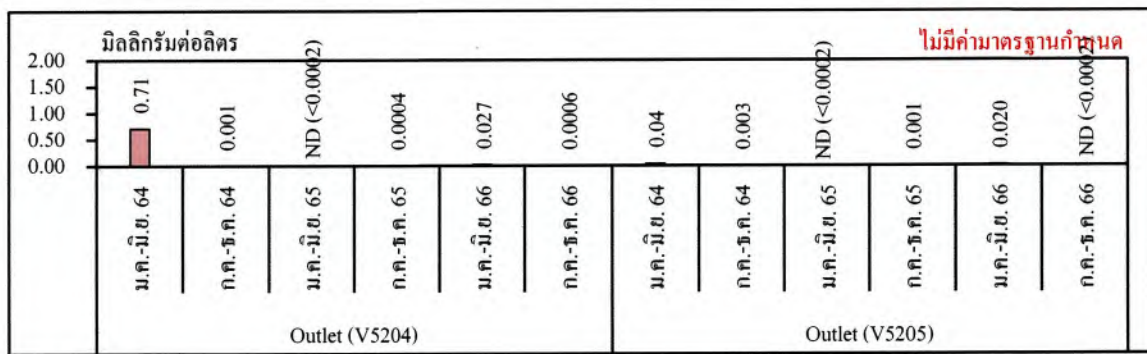 มิลลิกรัมต่อลิตร ไม่มีค่ามาตรฐานกำหนด
2.00
1.50
1.00
0.50
0.00
0.71 0.001 ND (<0.0002) 0.0004 0.027 0.0006 0.04 0.003 ND (<0.0002) 0.001 0.020 ND (<0.0002)
ม.ค.-มิ.ย. 64 ก.ค.-ธ.ค. 64 ม.ค.-มิ.ย. 65 ก.ค.-ธ.ค. 65 ม.ค.-มิ.ย. 66 ก.ค.-ธ.ค. 66 ม.ค.-มิ.ย. 64 ก.ค.-ธ.ค. 64 ม.ค.-มิ.ย. 65 ก.ค.-ธ.ค. 65 ม.ค.-มิ.ย. 66 ก.ค.-ธ.ค. 66
Outlet (V5204) Outlet (V5205)